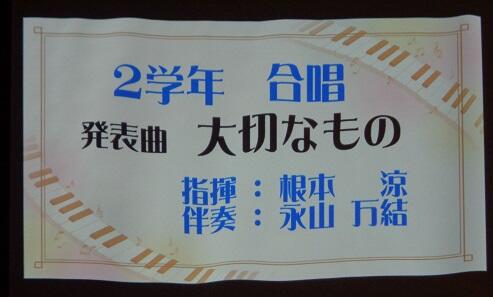 2学年 合唱
発表曲 大切なもの
指揮：根本 涼
伴奏：永山 万結